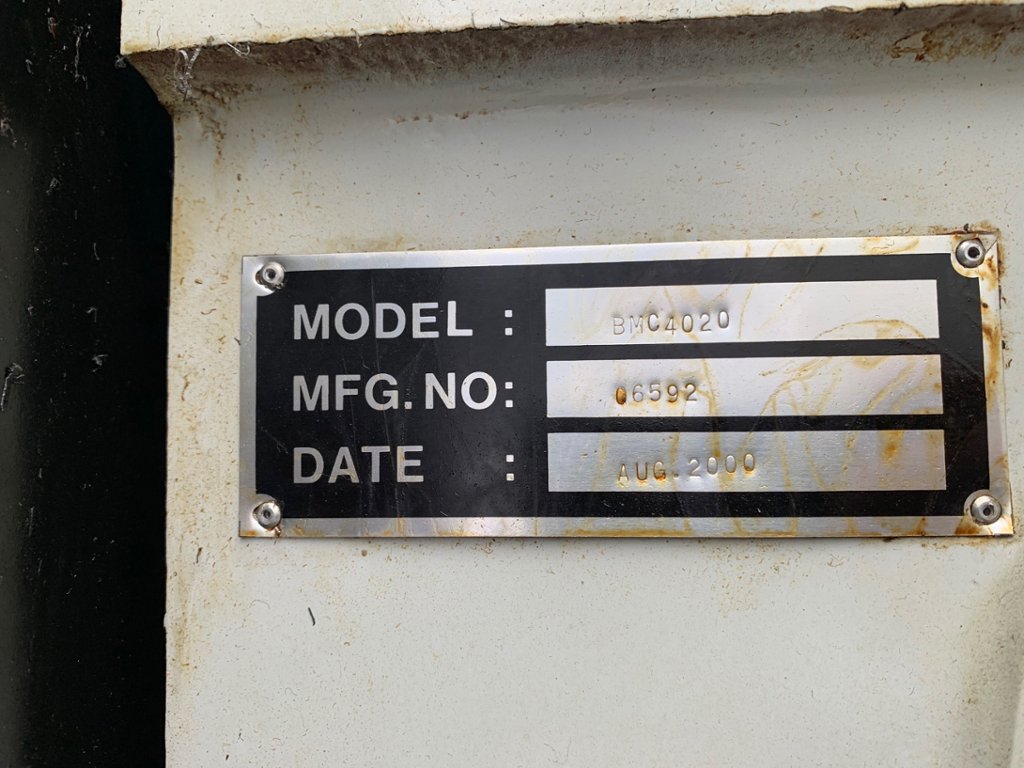 MODEL : BMC4020
MFG. NO: 06592
DATE : AUG. 2000